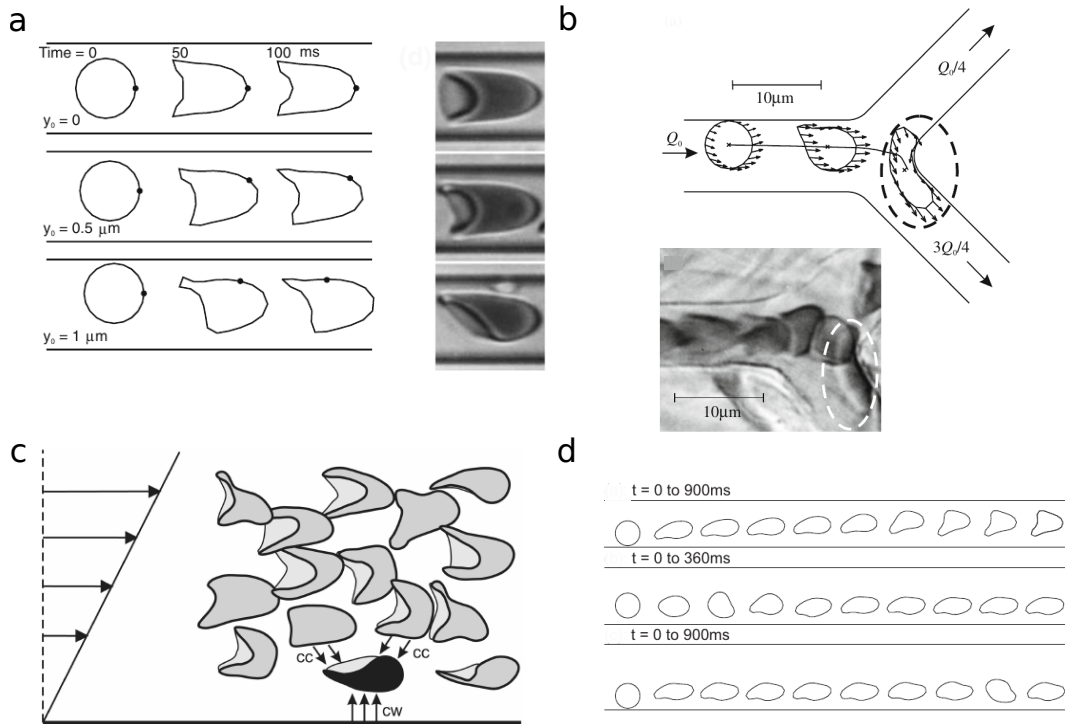 a
Time = 0 50 100 ms
y₀ = 0
y₀ = 0.5 μm
y₀ = 1 μm
(d)
b
Q₀/4
10μm
Q₀
3Q₀/4
10μm
c
cc cc
cw
d
t = 0 to 900ms
t = 0 to 360ms
t = 0 to 900ms